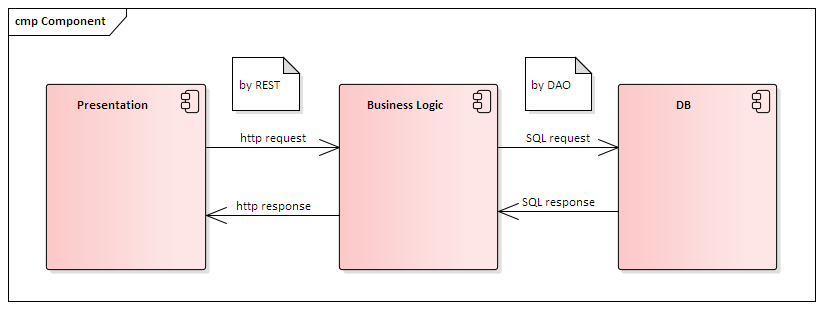 cmp Component
by REST
by DAO
Presentation
Business Logic
DB
http request
SQL request
http response
SQL response